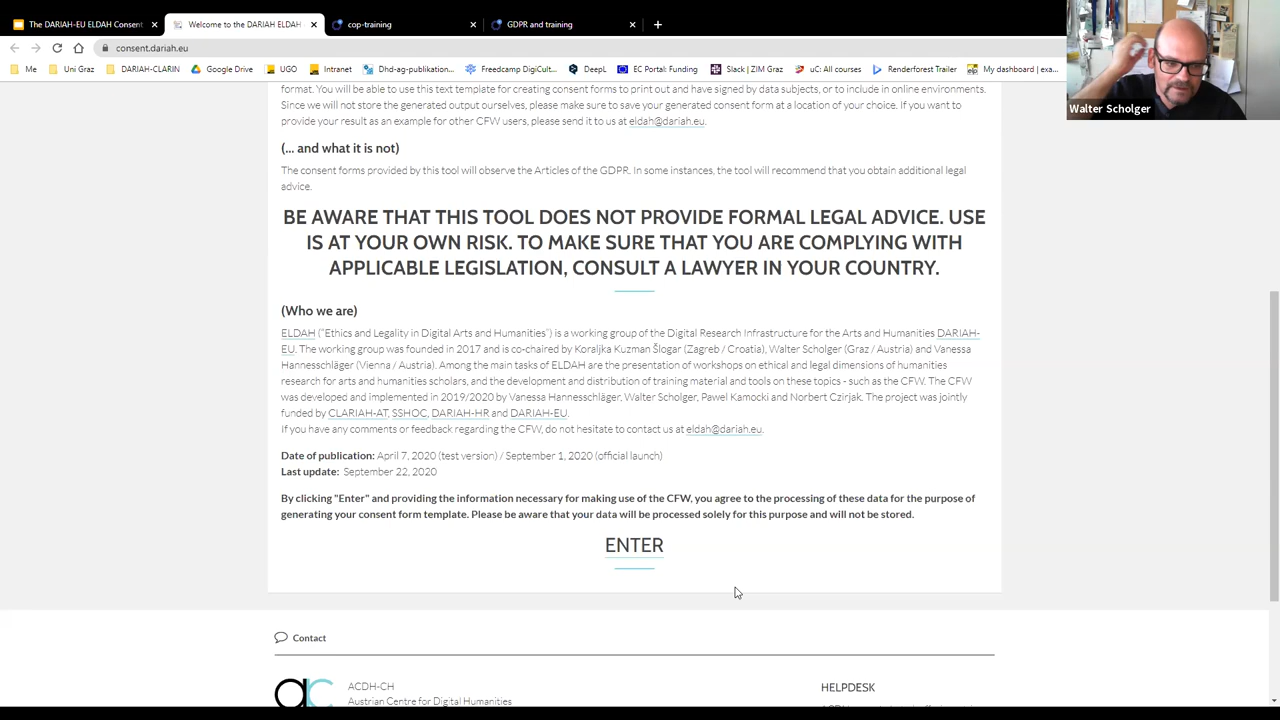 The DARIAH-EU ELDAH Consent
Welcome to the DARIAH ELDAH
cop-training
GDPR and training
consent.dariah.eu
Me
Uni Graz
DARIAH-CLARIN
Google Drive
UGO
Intranet
Dhd-ag-publikation...
Freedcamp DigiCult...
DeepL
EC Portal: Funding
Slack | ZIM Graz
uC: All courses
Renderforest Trailer
My dashboard | exa...
Walter Scholger
format. You will be able to use this text template for creating consent forms to print out and have signed by data subjects, or to include in online environments.
Since we will not store the generated output ourselves, please make sure to save your generated consent form at a location of your choice. If you want to
provide your result as an example for other CFW users, please send it to us at eldah@dariah.eu.
(... and what it is not)
The consent forms provided by this tool will observe the Articles of the GDPR. In some instances, the tool will recommend that you obtain additional legal
advice.
BE AWARE THAT THIS TOOL DOES NOT PROVIDE FORMAL LEGAL ADVICE. USE
IS AT YOUR OWN RISK. TO MAKE SURE THAT YOU ARE COMPLYING WITH
APPLICABLE LEGISLATION, CONSULT A LAWYER IN YOUR COUNTRY.
(Who we are)
ELDAH ("Ethics and Legality in Digital Arts and Humanities") is a working group of the Digital Research Infrastructure for the Arts and Humanities DARIAH-
EU. The working group was founded in 2017 and is co-chaired by Koraljka Kuzman Šlogar (Zagreb / Croatia), Walter Scholger (Graz / Austria) and Vanessa
Hannesschläger (Vienna / Austria). Among the main tasks of ELDAH are the presentation of workshops on ethical and legal dimensions of humanities
research for arts and humanities scholars, and the development and distribution of training material and tools on these topics - such as the CFW. The CFW
was developed and implemented in 2019/2020 by Vanessa Hannesschläger, Walter Scholger, Pawel Kamocki and Norbert Czirjak. The project was jointly
funded by CLARIAH-AT, SSHOC, DARIAH-HR and DARIAH-EU.
If you have any comments or feedback regarding the CFW, do not hesitate to contact us at eldah@dariah.eu.
Date of publication: April 7, 2020 (test version) / September 1, 2020 (official launch)
Last update: September 22, 2020
By clicking "Enter" and providing the information necessary for making use of the CFW, you agree to the processing of these data for the purpose of
generating your consent form template. Please be aware that your data will be processed solely for this purpose and will not be stored.
ENTER
Contact
ac
ACDH-CH
Austrian Centre for Digital Humanities
HELPDESK